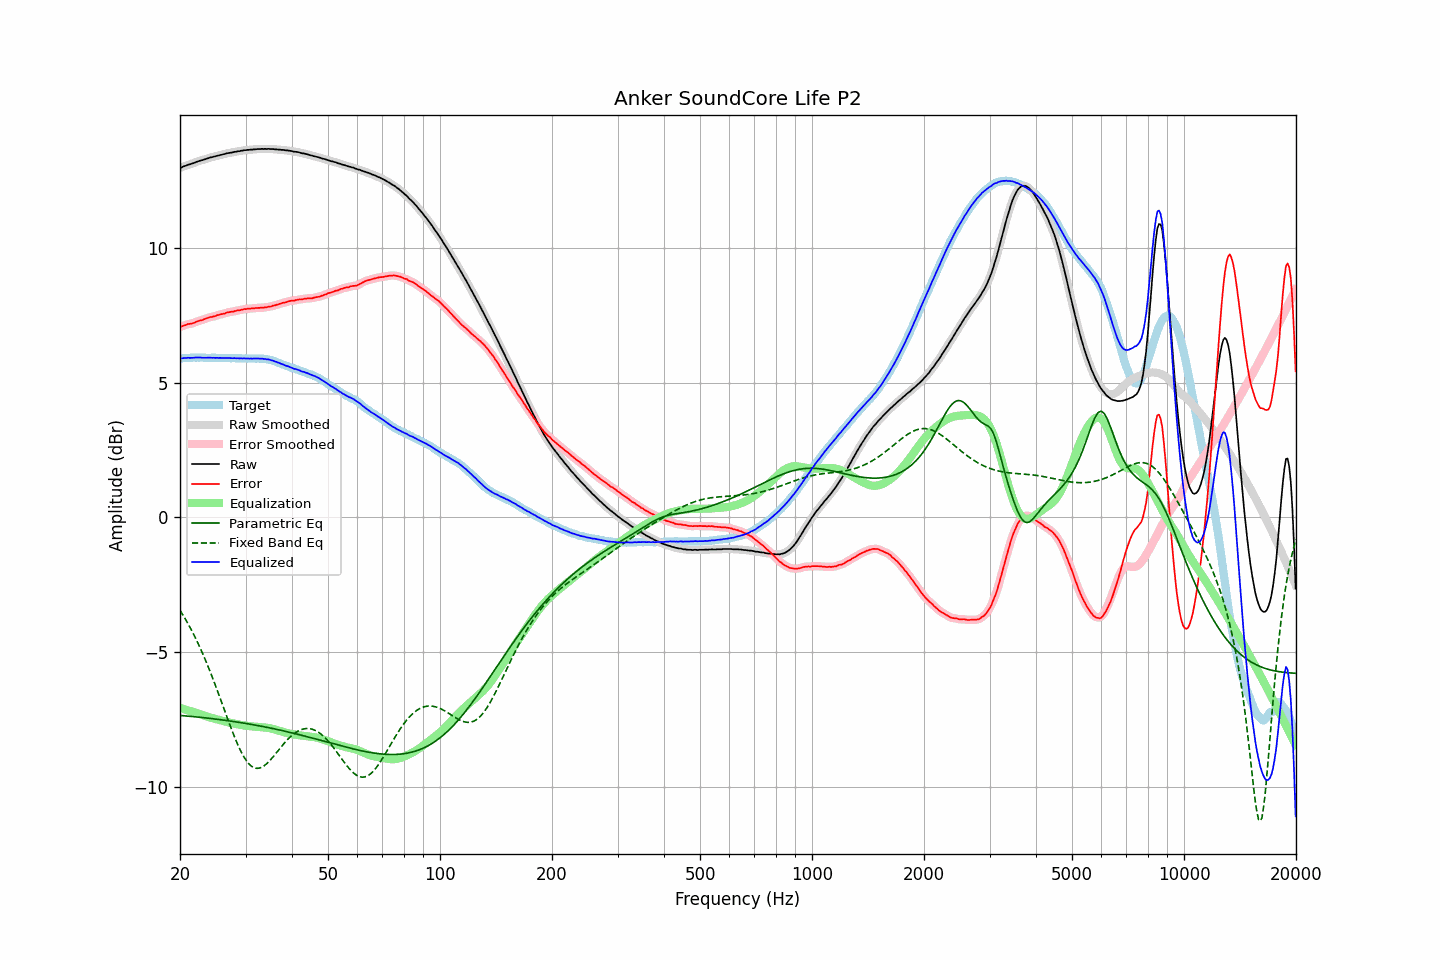 Anker SoundCore Life P2
Amplitude (dBr)
10
5
0
−5
−10
Target
Raw Smoothed
Error Smoothed
Raw
Error
Equalization
Parametric Eq
Fixed Band Eq
Equalized
20 50 100 200 500 1000 2000 5000 10000 20000
Frequency (Hz)